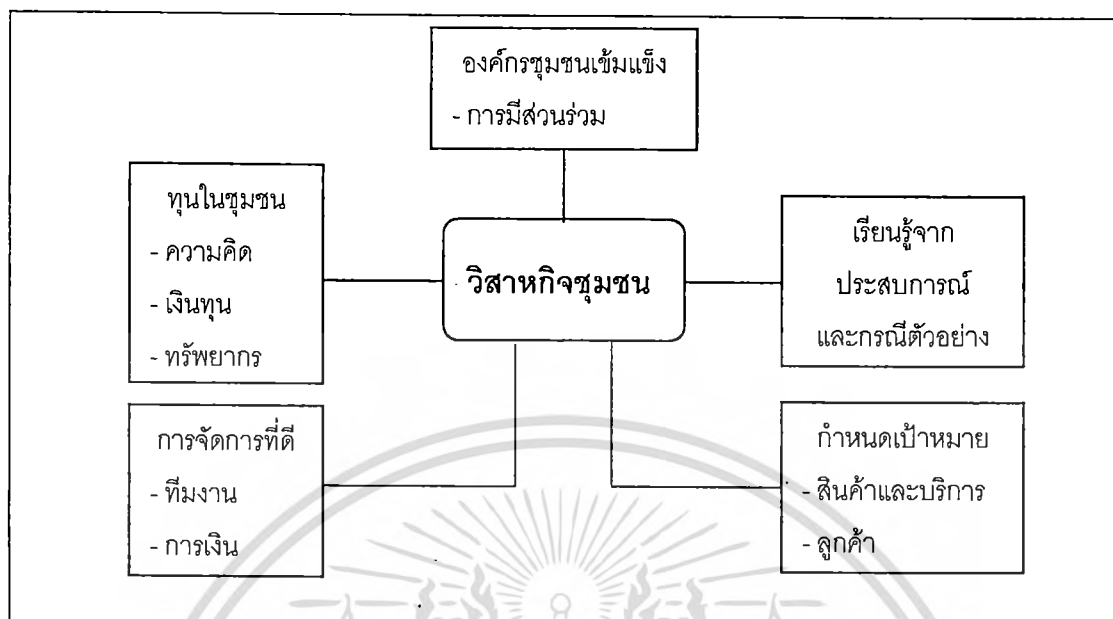 องค์กรชุมชนเข้มแข็ง
- การมีส่วนร่วม
ทุนในชุมชน
- ความคิด
- เงินทุน
- ทรัพยากร
วิสาหกิจชุมชน
เรียนรู้จาก
ประสบการณ์
และกรณีตัวอย่าง
การจัดการที่ดี
- ทีมงาน
- การเงิน
กำหนดเป้าหมาย
- สินค้าและบริการ
- ลูกค้า